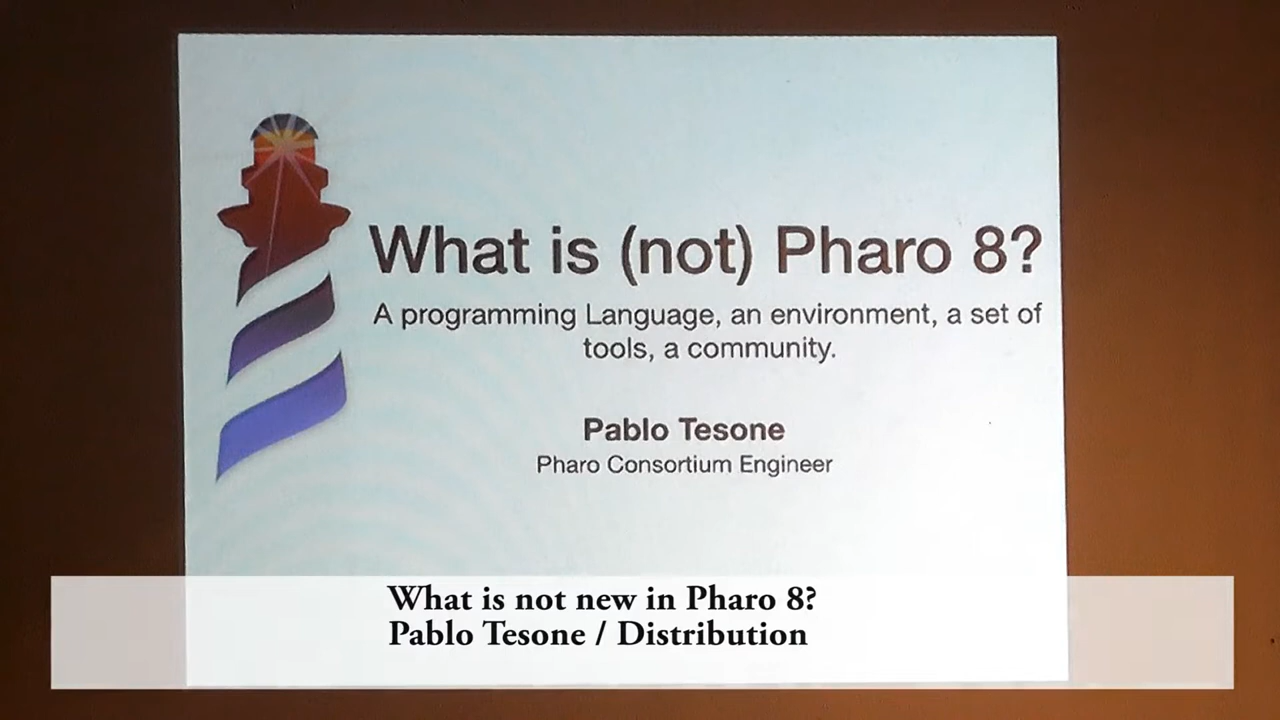 What is (not) Pharo 8?
A programming Language, an environment, a set of
tools, a community.
Pablo Tesone
Pharo Consortium Engineer
What is not new in Pharo 8?
Pablo Tesone / Distribution